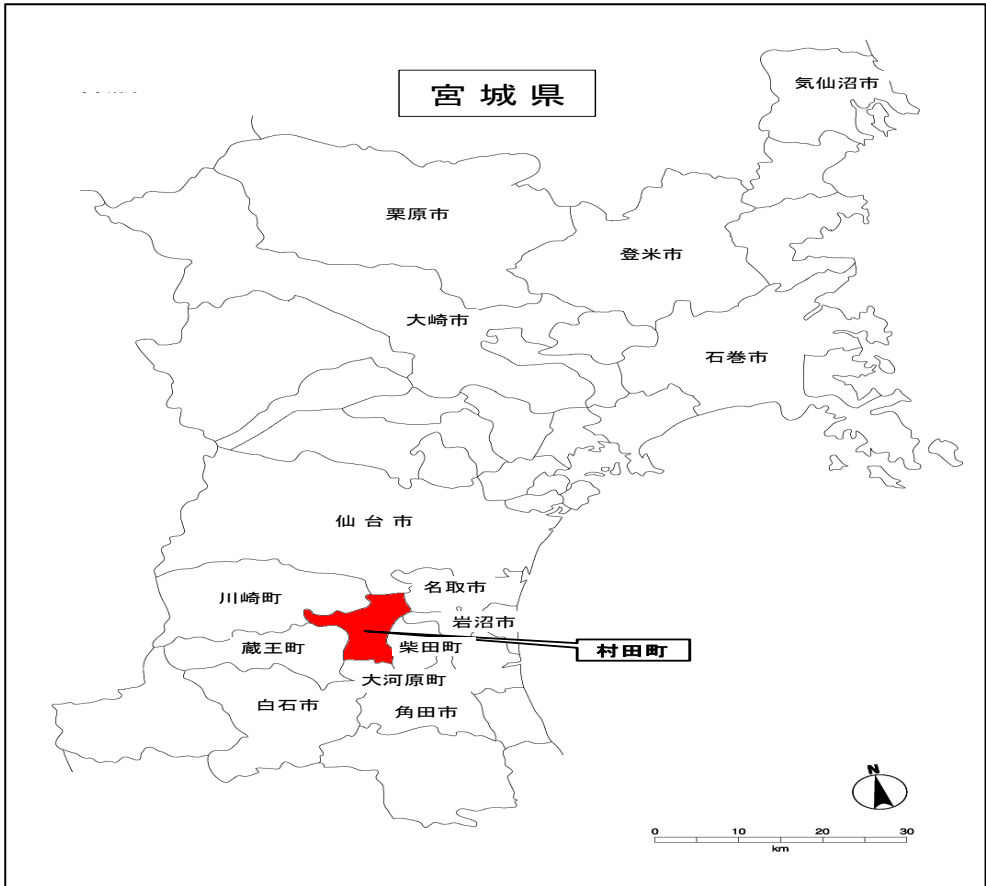 宮城県
気仙沼市
栗原市
登米市
大崎市
石巻市
仙台市
名取市
川崎町
岩沼市
蔵王町
柴田町
村田町
大河原町
白石市
角田市
N
0 10 20 30
km